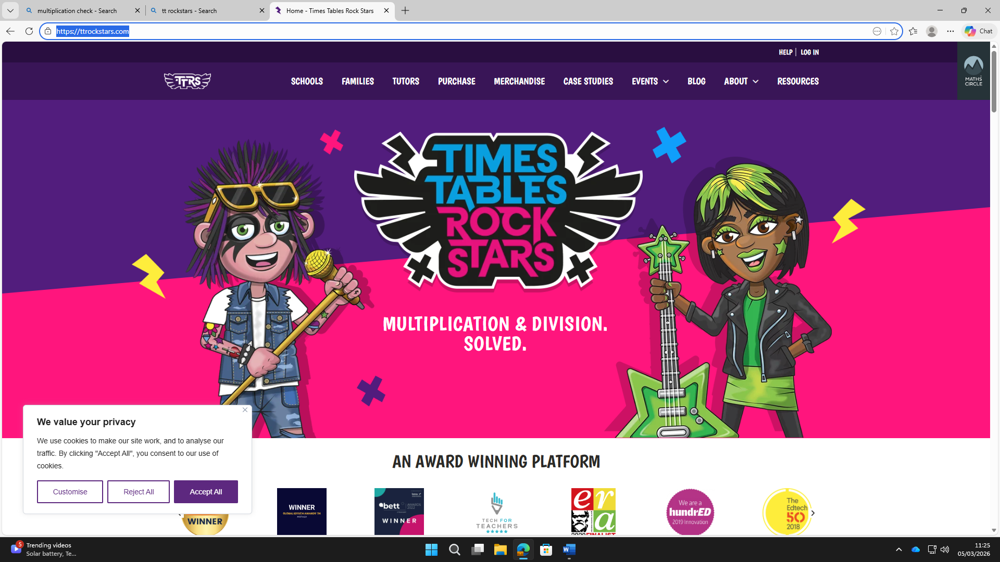 multiplication check - Search
tt rockstars - Search
Home - Times Tables Rock Stars
https://ttrockstars.com
Chat
HELP | LOG IN
TTRS
SCHOOLS FAMILIES TUTORS PURCHASE MERCHANDISE CASE STUDIES EVENTS BLOG ABOUT RESOURCES
MATHS
CIRCLE
TIMES
TABLES
ROCK
STARS
MULTIPLICATION & DIVISION.
SOLVED.
We value your privacy
We use cookies to make our site work, and to analyse our
traffic. By clicking "Accept All", you consent to our use of
cookies.
Customise Reject All Accept All
AN AWARD WINNING PLATFORM
WINNER
WINNER
GLOBAL EDTECH AWARDS '24
bett AWARDS
2022
WINNER
TECH FOR
TEACHERS
era
2020 FINALIST
We are a
hundrED
2019 Innovation
The
Edtech
50
2018
5
Trending videos
Solar battery, Te...
W
11:25
05/03/2026